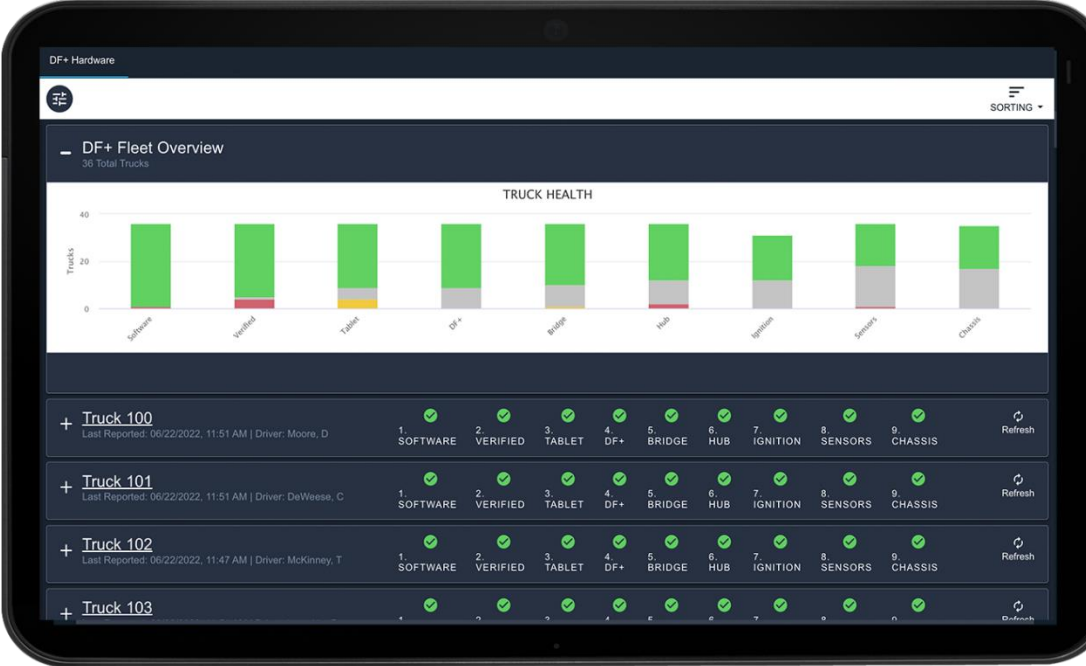 DF+ Hardware
SORTING
DF+ Fleet Overview
36 Total Trucks
TRUCK HEALTH
40
20
0
Trucks
Software
Verified
Tablet
DF+
Bridge
Hub
Ignition
Sensors
Chassis
Truck 100
Last Reported: 06/22/2022, 11:51 AM | Driver: Moore, D
1. SOFTWARE 2. VERIFIED 3. TABLET 4. DF+ 5. BRIDGE 6. HUB 7. IGNITION 8. SENSORS 9. CHASSIS
Refresh
Truck 101
Last Reported: 06/22/2022, 11:51 AM | Driver: DeWeese, C
1. SOFTWARE 2. VERIFIED 3. TABLET 4. DF+ 5. BRIDGE 6. HUB 7. IGNITION 8. SENSORS 9. CHASSIS
Refresh
Truck 102
Last Reported: 06/22/2022, 11:47 AM | Driver: McKinney, T
1. SOFTWARE 2. VERIFIED 3. TABLET 4. DF+ 5. BRIDGE 6. HUB 7. IGNITION 8. SENSORS 9. CHASSIS
Refresh
Truck 103
Refresh